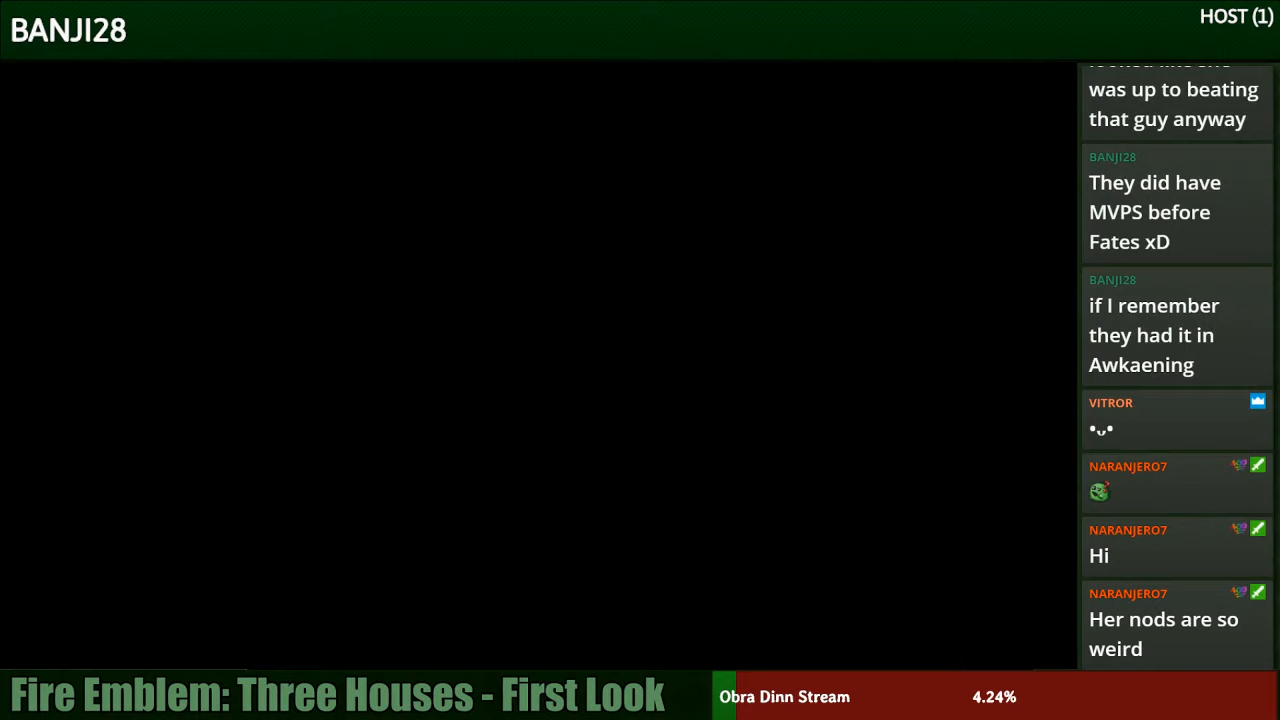 BANJI28
HOST (1)
was up to beating
that guy anyway
BANJI28
They did have
MVPS before
Fates xD
BANJI28
if I remember
they had it in
Awkaening
VITROR
•ᴗ•
NARANJERO7
NARANJERO7
Hi
NARANJERO7
Her nods are so
weird
Fire Emblem: Three Houses - First Look
Obra Dinn Stream 4.24%